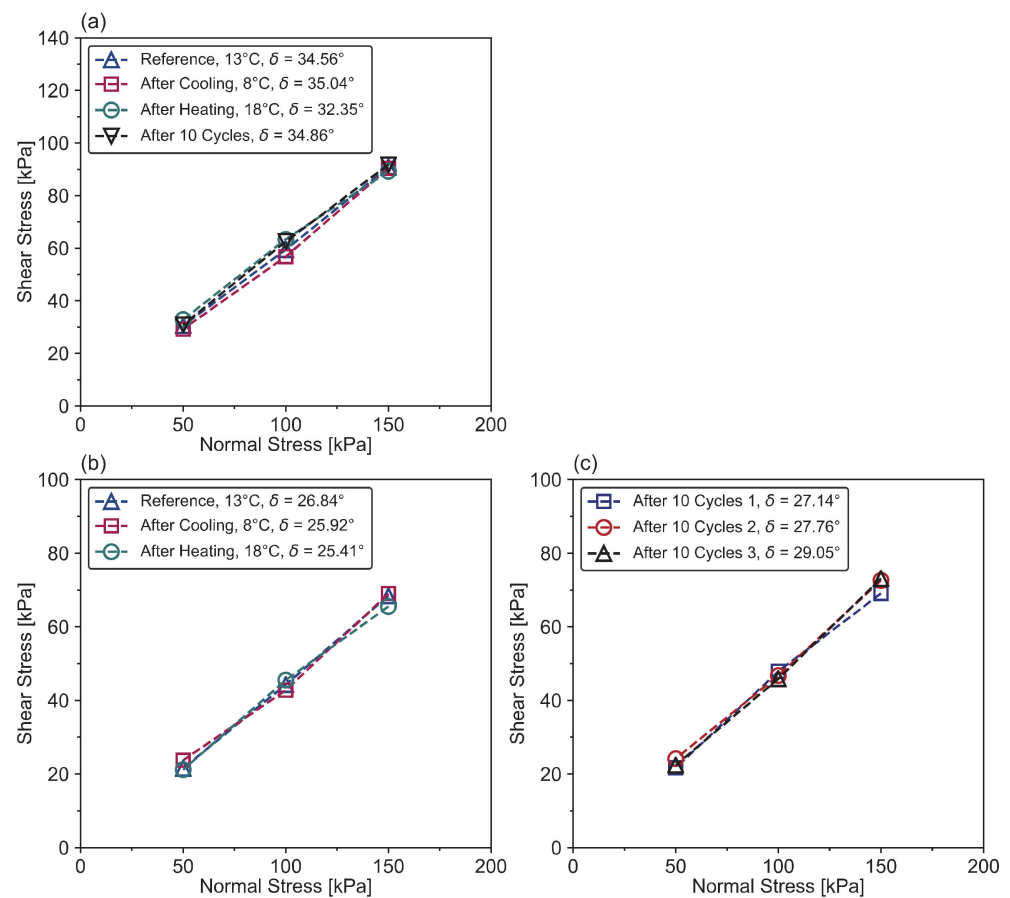 (a)
140
120
100
80
60
40
20
0
Shear Stress [kPa]
Reference, 13°C, δ = 34.56°
After Cooling, 8°C, δ = 35.04°
After Heating, 18°C, δ = 32.35°
After 10 Cycles, δ = 34.86°
0 50 100 150 200
Normal Stress [kPa]
(b)
100
80
60
40
20
0
Shear Stress [kPa]
Reference, 13°C, δ = 26.84°
After Cooling, 8°C, δ = 25.92°
After Heating, 18°C, δ = 25.41°
0 50 100 150 200
Normal Stress [kPa]
(c)
100
80
60
40
20
0
Shear Stress [kPa]
After 10 Cycles 1, δ = 27.14°
After 10 Cycles 2, δ = 27.76°
After 10 Cycles 3, δ = 29.05°
0 50 100 150 200
Normal Stress [kPa]